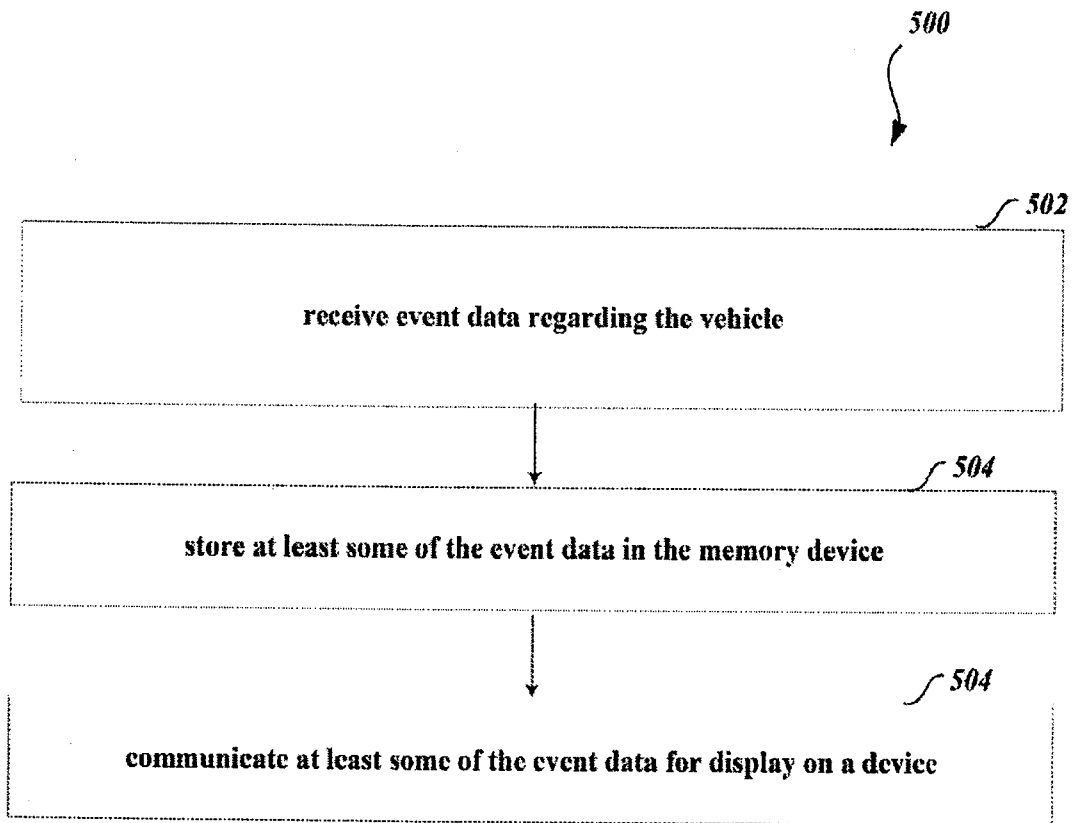 500
502
receive event data regarding the vehicle
504
store at least some of the event data in the memory device
504
communicate at least some of the event data for display on a device